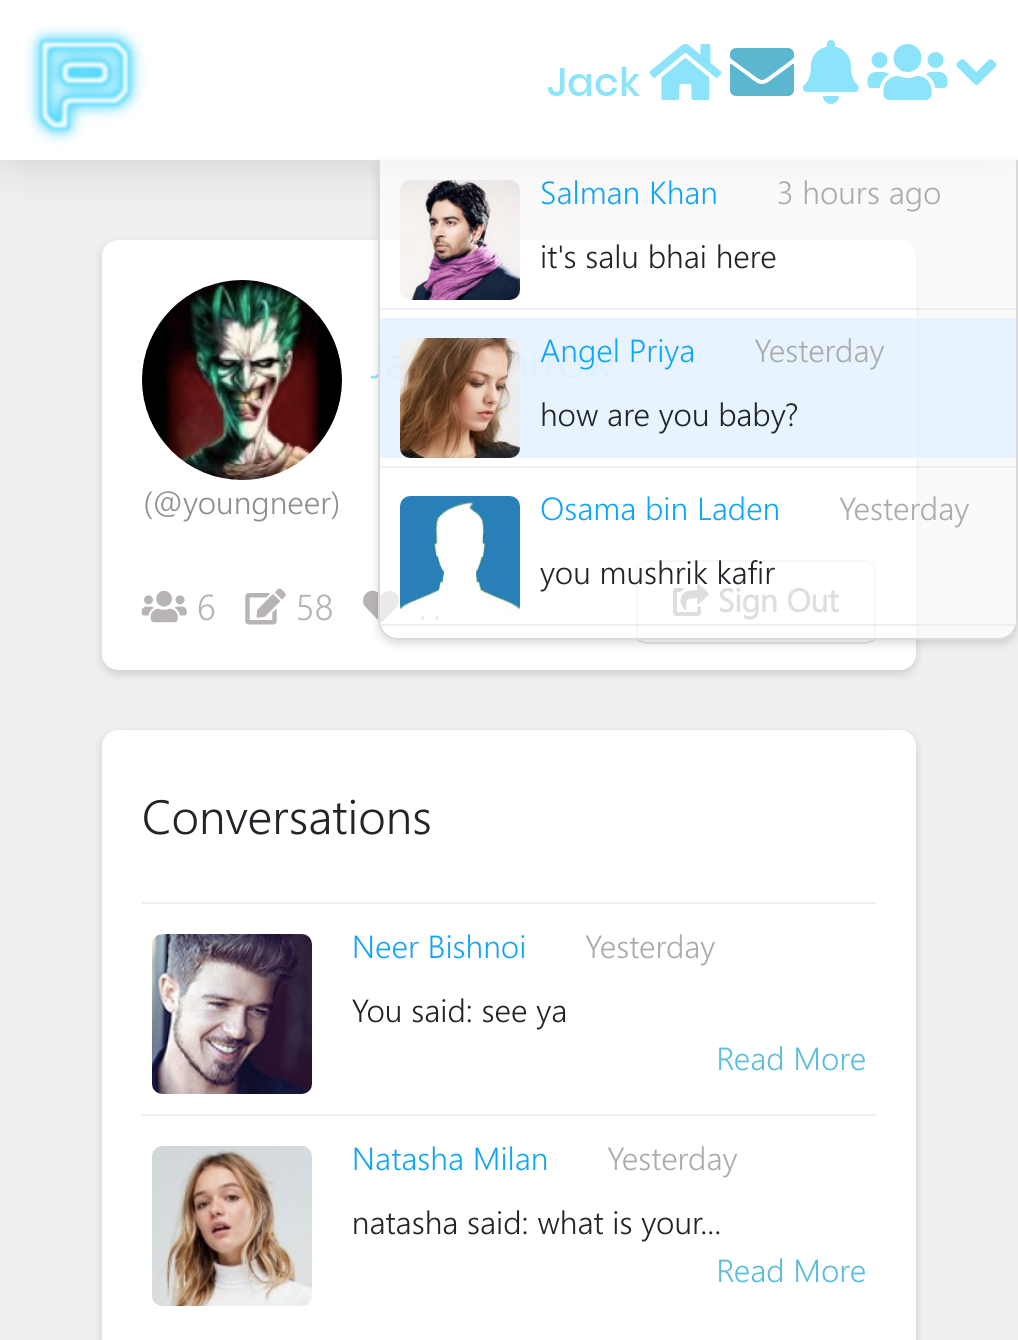 P
Jack
Salman Khan 3 hours ago
it's salu bhai here
Angel Priya Yesterday
how are you baby?
Osama bin Laden Yesterday
you mushrik kafir
(@youngneer)
6 58
Sign Out
Conversations
Neer Bishnoi Yesterday
You said: see ya
Read More
Natasha Milan Yesterday
natasha said: what is your...
Read More